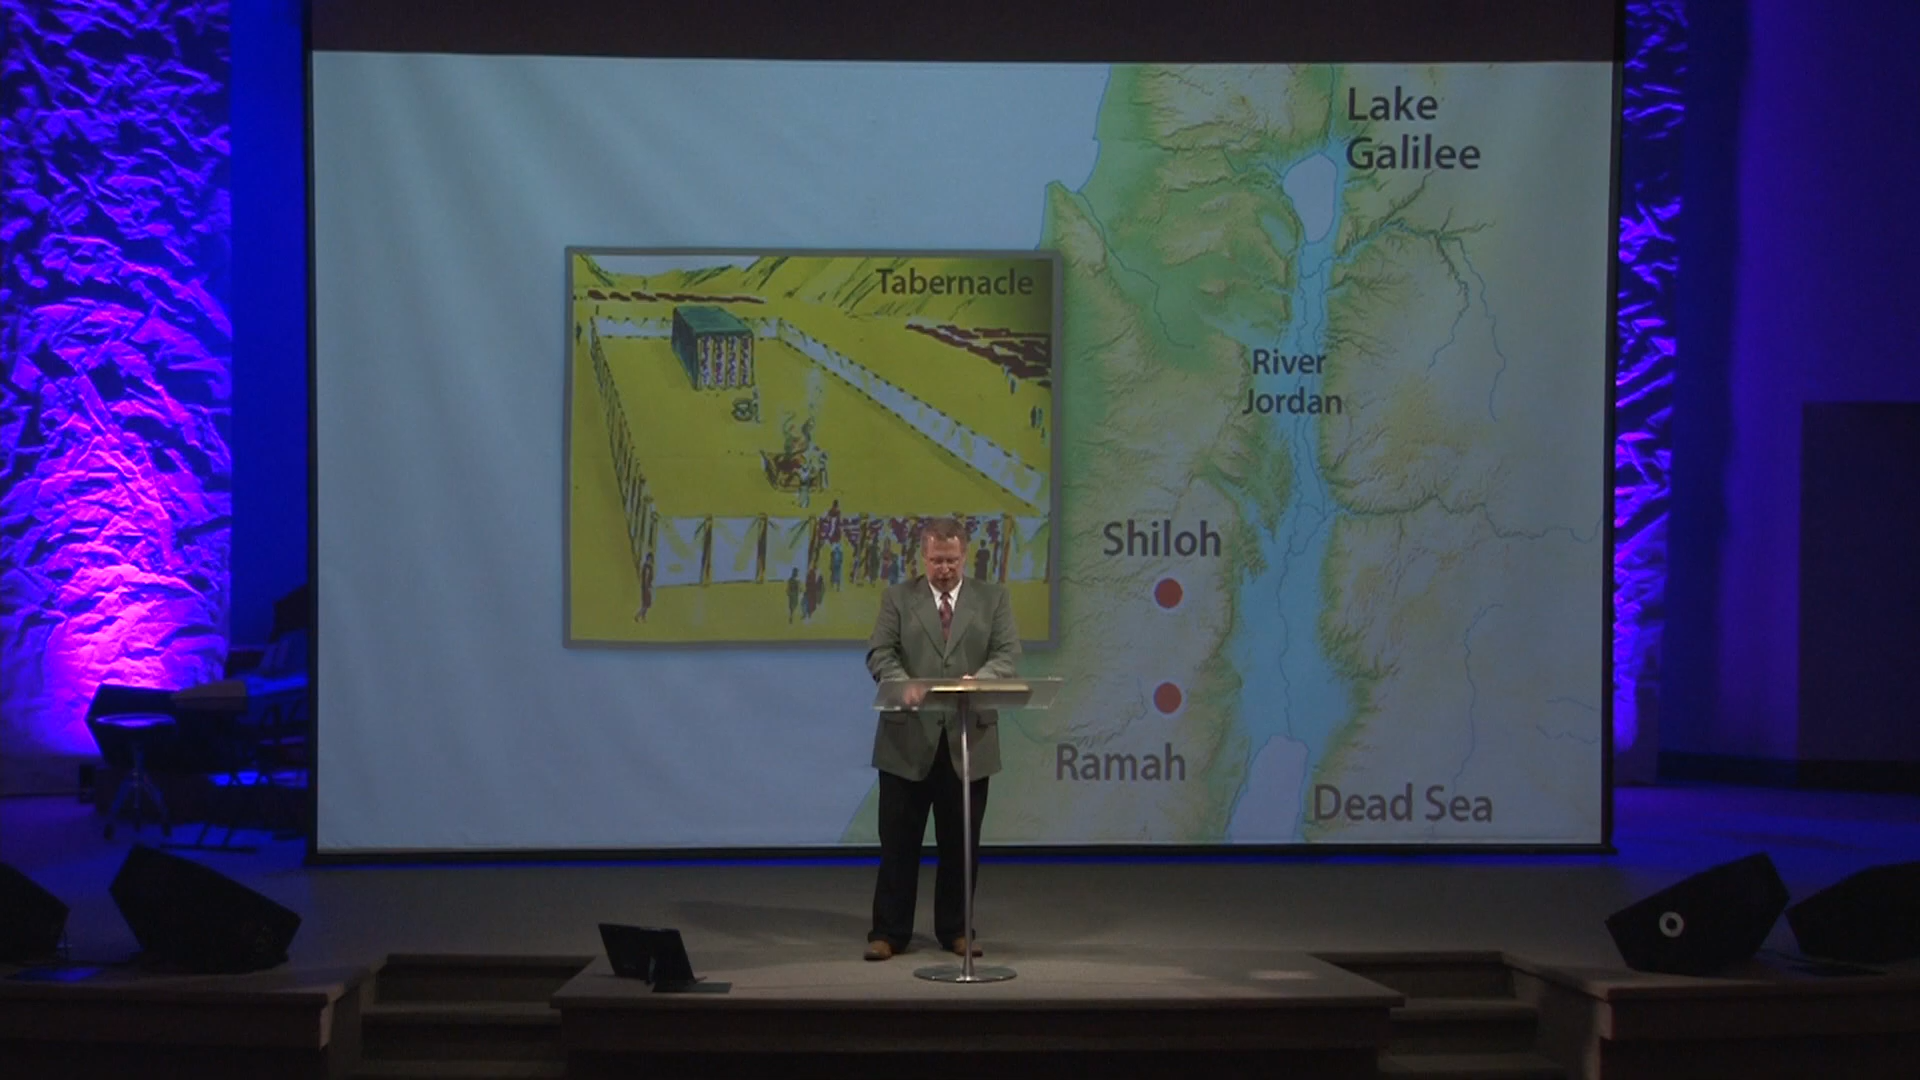 Lake
Galilee
Tabernacle
River
Jordan
Shiloh
Ramah
Dead Sea